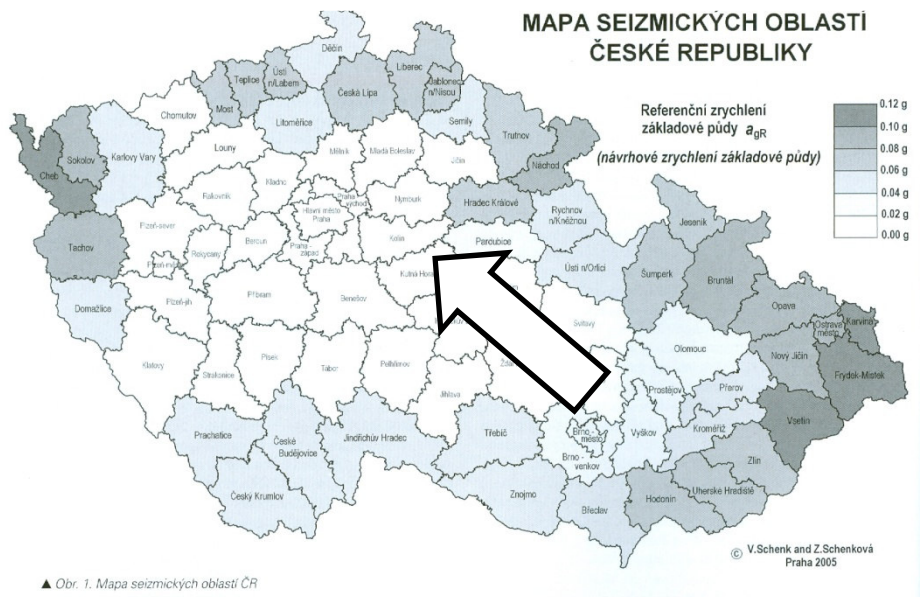 MAPA SEIZMICKÝCH OBLASTÍ
ČESKÉ REPUBLIKY
Referenční zrychlení
základové půdy agR
(návrhové zrychlení základové půdy)
0.12 g
0.10 g
0.08 g
0.06 g
0.04 g
0.02 g
0.00 g
Děčín
Ústí
n/Labem
Teplice
Most
Liberec
Jablonec
n/Nisou
Česká Lípa
Chomutov
Litoměřice
Semily
Trutnov
Louny
Mělník
Mladá Boleslav
Jičín
Náchod
Sokolov
Karlovy Vary
Cheb
Rakovník
Kladno
Praha
východ
Nymburk
Hradec Králové
Rychnov
n/Kněžnou
Jeseník
Hlavní město
Praha
Plzeň-sever
Kolín
Pardubice
Tachov
Rokycany
Beroun
Praha -
západ
Kutná Hora
Ústí n/Orlicí
Šumperk
Bruntál
Opava
Domažlice
Plzeň-jih
Příbram
Benešov
Svitavy
Ostrava
město
Karviná
Olomouc
Nový Jičín
Frýdek-Místek
Klatovy
Strakonice
Písek
Tábor
Pelhřimov
Jihlava
Prostějov
Přerov
Vsetín
Prachatice
České
Budějovice
Jindřichův Hradec
Třebíč
Brno -
město
Brno -
venkov
Vyškov
Kroměříž
Zlín
Český Krumlov
Znojmo
Břeclav
Hodonín
Uherské Hradiště
© V.Schenk and Z.Schenková
Praha 2005
▲ Obr. 1. Mapa seizmických oblastí ČR